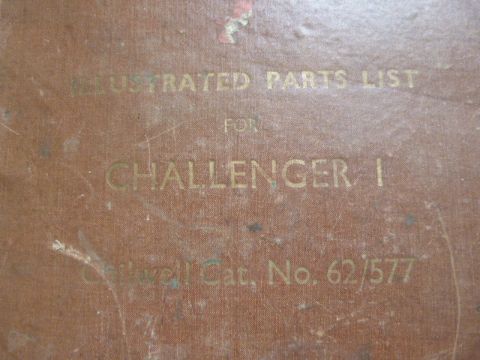 ILLUSTRATED PARTS LIST
FOR
CHALLENGER I
Chilwell Cat. No. 62/577